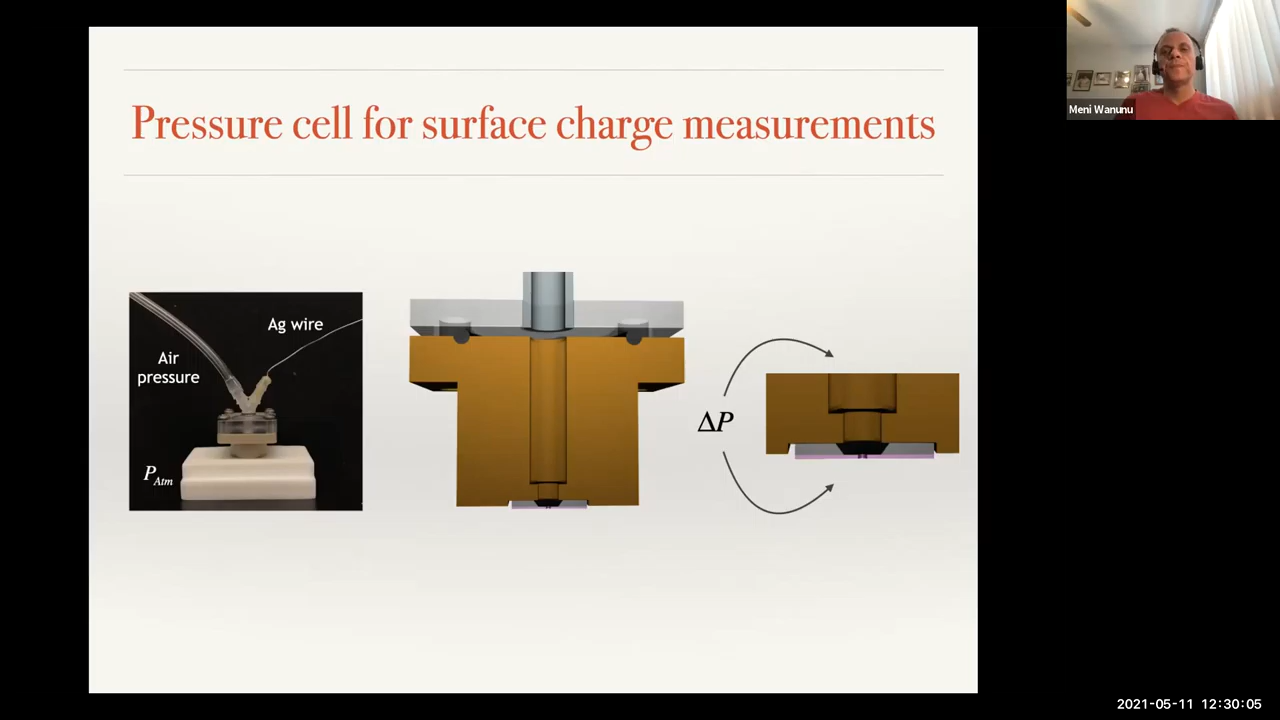 Meni Wanunu
Pressure cell for surface charge measurements
Ag wire
Air
pressure
P_Atm
ΔP
2021-05-11 12:30:05